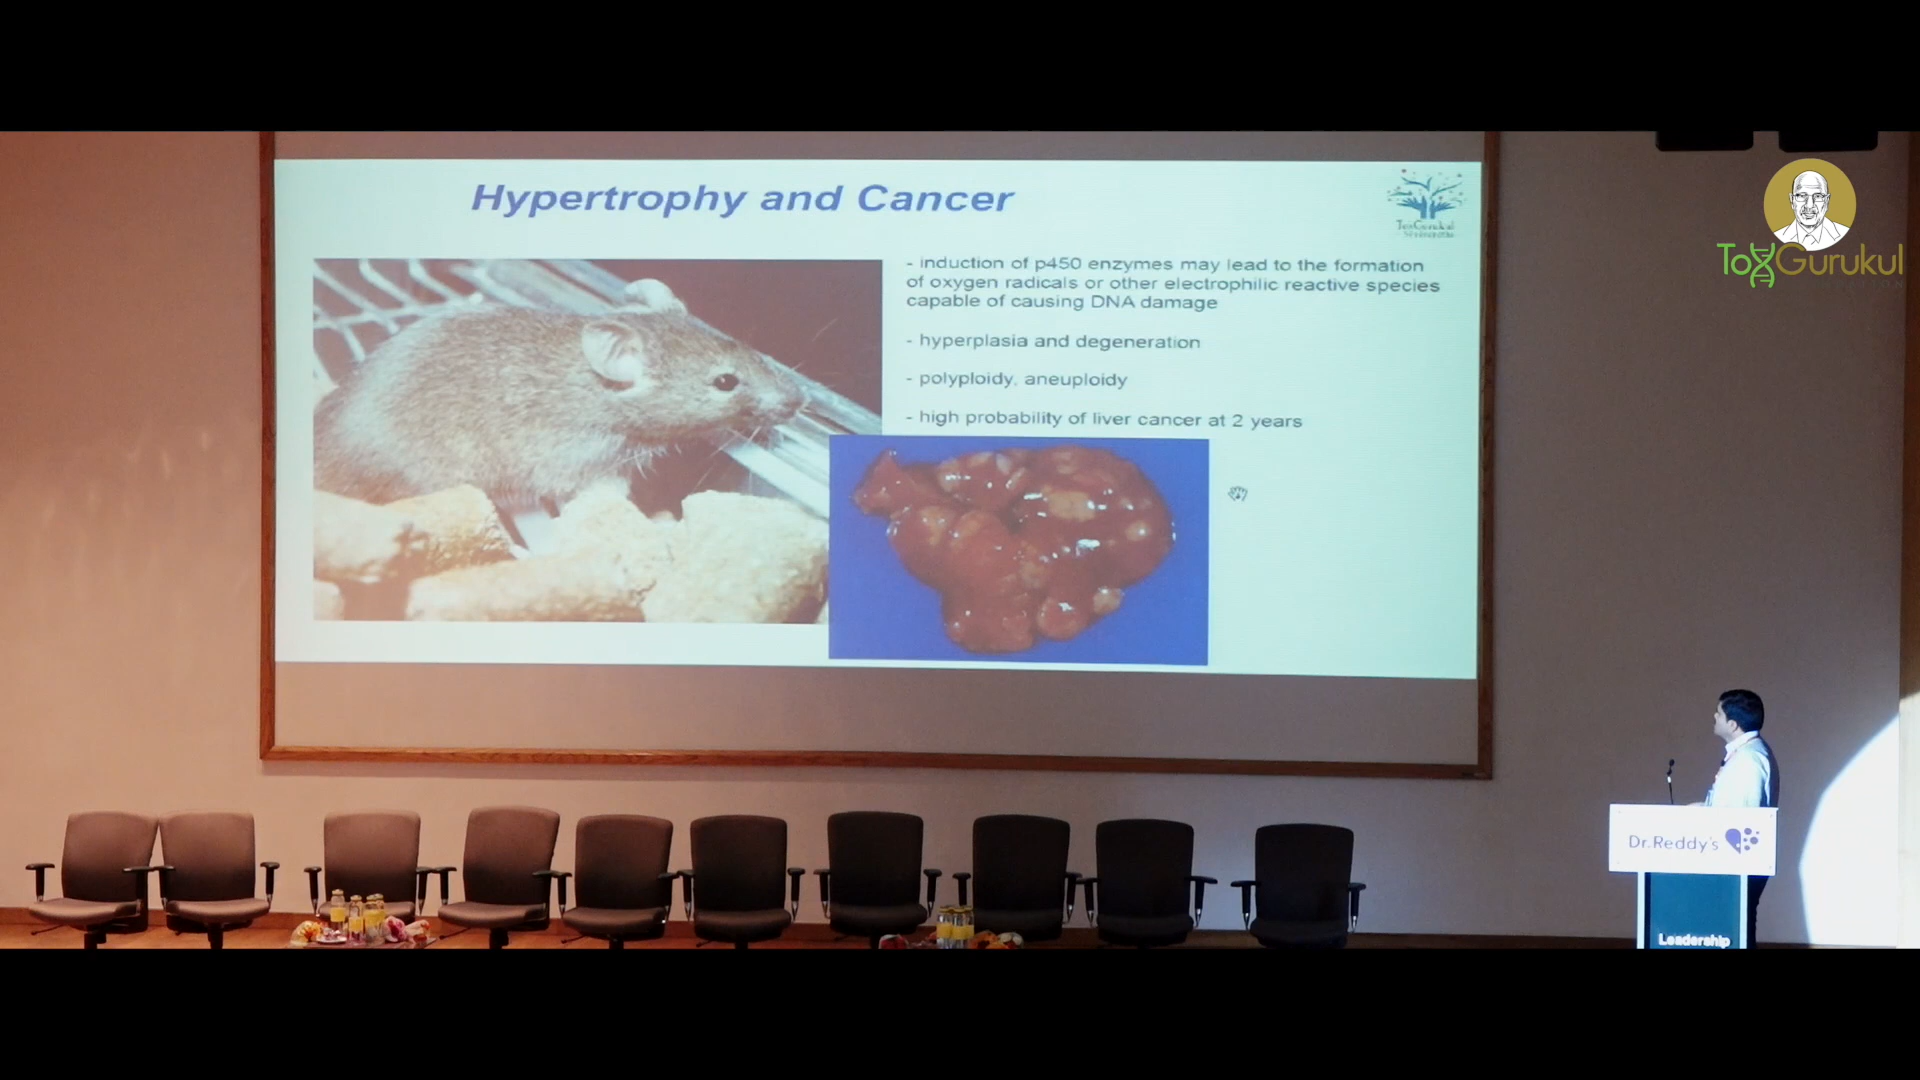 Hypertrophy and Cancer
ToxGurukul
- induction of p450 enzymes may lead to the formation
of oxygen radicals or other electrophilic reactive species
capable of causing DNA damage
- hyperplasia and degeneration
- polyploidy, aneuploidy
- high probability of liver cancer at 2 years
ToxGurukul
Dr.Reddy's
Leadership